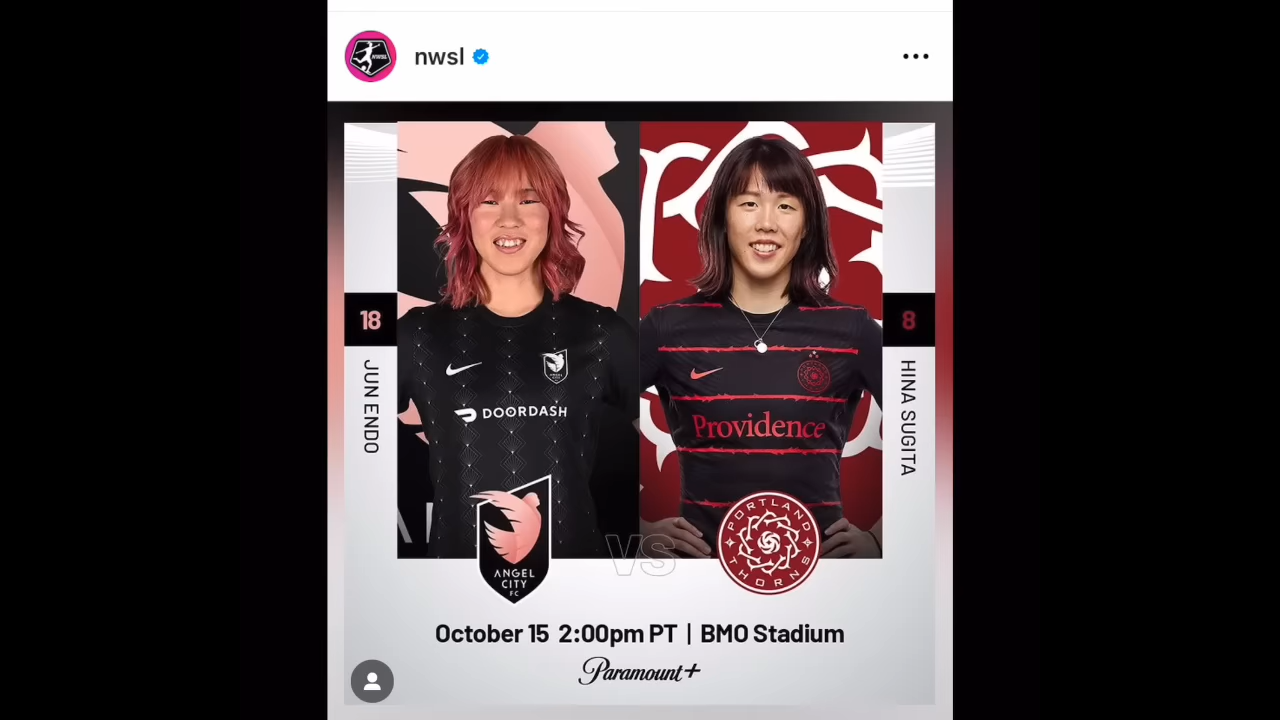 nwsl
18
JUN ENDO
8
HINA SUGITA
DOORDASH
Providence
ANGEL
CITY
FC
VS
PORTLAND
THORNS
October 15 2:00pm PT | BMO Stadium
Paramount+